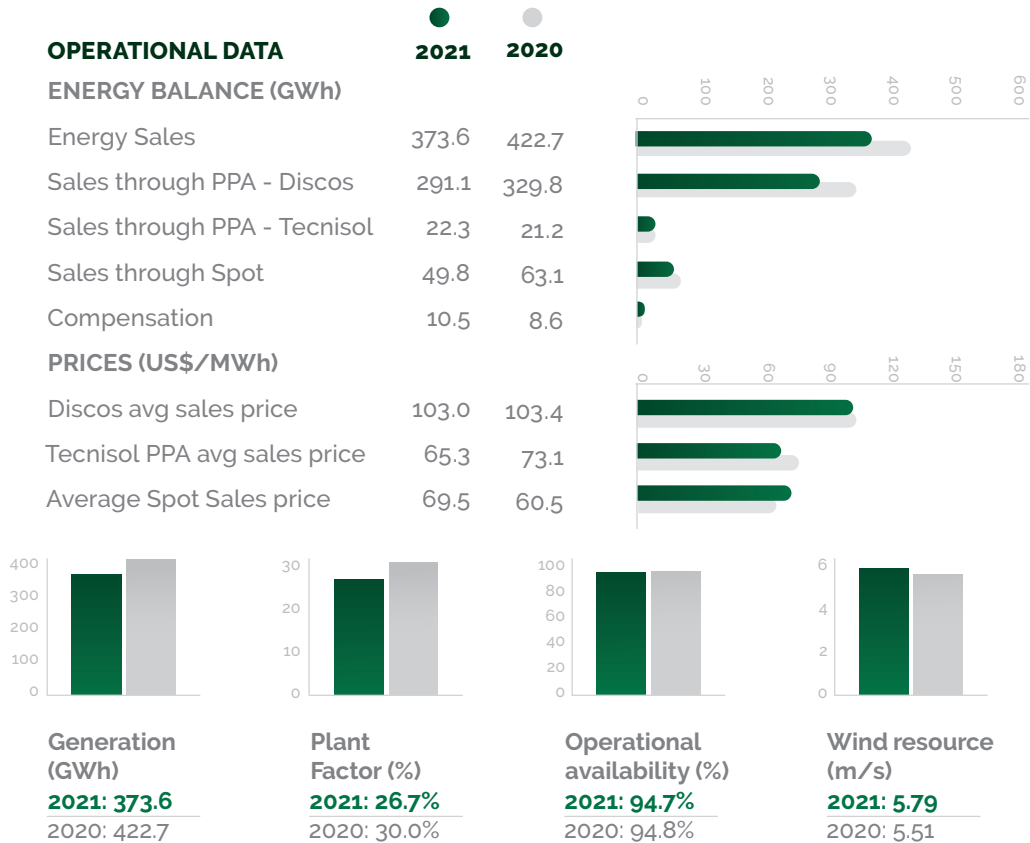 OPERATIONAL DATA 2021 2020
ENERGY BALANCE (GWh)
0 100 200 300 400 500 600
Energy Sales 373.6 422.7
Sales through PPA - Discos 291.1 329.8
Sales through PPA - Tecnisol 22.3 21.2
Sales through Spot 49.8 63.1
Compensation 10.5 8.6
PRICES (US$/MWh)
0 30 60 90 120 150 180
Discos avg sales price 103.0 103.4
Tecnisol PPA avg sales price 65.3 73.1
Average Spot Sales price 69.5 60.5
400
300
200
100
0
Generation
(GWh)
2021: 373.6
2020: 422.7
30
20
10
0
Plant
Factor (%)
2021: 26.7%
2020: 30.0%
100
80
60
40
20
0
Operational
availability (%)
2021: 94.7%
2020: 94.8%
6
4
2
0
Wind resource
(m/s)
2021: 5.79
2020: 5.51